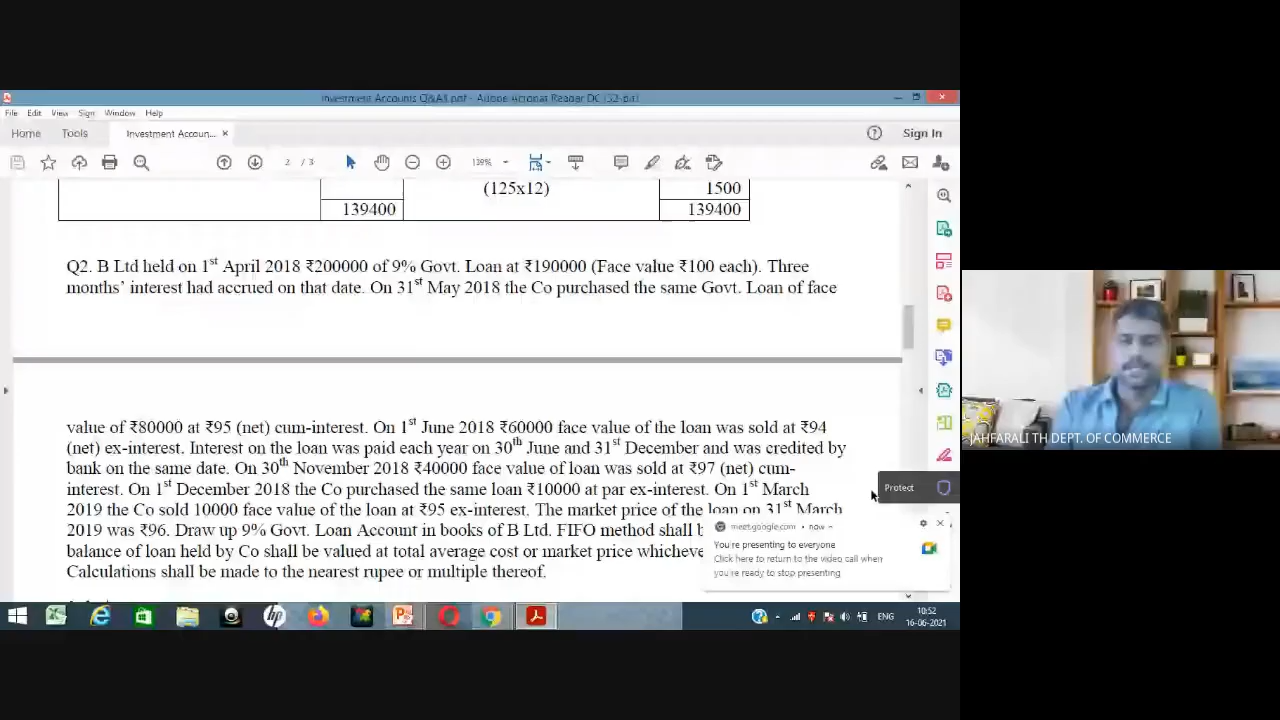 Investment Accounts Q&AS.pdf - Adobe Acrobat Reader DC (32-bit)
File Edit View Sign Window Help
Home Tools Investment Accoun... × Sign In
2 / 3 139%
(125x12) 1500
139400 139400
Q2. B Ltd held on 1st April 2018 ₹200000 of 9% Govt. Loan at ₹190000 (Face value ₹100 each). Three
months’ interest had accrued on that date. On 31st May 2018 the Co purchased the same Govt. Loan of face
value of ₹80000 at ₹95 (net) cum-interest. On 1st June 2018 ₹60000 face value of the loan was sold at ₹94
(net) ex-interest. Interest on the loan was paid each year on 30th June and 31st December and was credited by
bank on the same date. On 30th November 2018 ₹40000 face value of loan was sold at ₹97 (net) cum-
interest. On 1st December 2018 the Co purchased the same loan ₹10000 at par ex-interest. On 1st March
2019 the Co sold 10000 face value of the loan at ₹95 ex-interest. The market price of the loan on 31st March
2019 was ₹96. Draw up 9% Govt. Loan Account in books of B Ltd. FIFO method shall b
balance of loan held by Co shall be valued at total average cost or market price whicheve
Calculations shall be made to the nearest rupee or multiple thereof.
Protect
meet.google.com • now
You're presenting to everyone
Click here to return to the video call when
you're ready to stop presenting
JAHFARALI TH DEPT. OF COMMERCE
ENG
10:52
16-06-2021